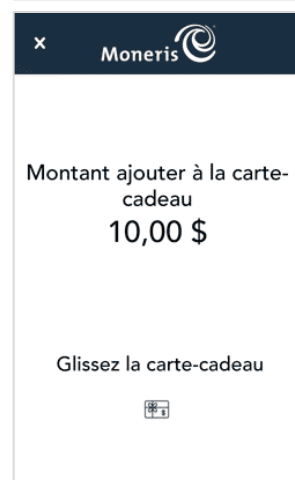 ×
Moneris
Montant ajouter à la carte-
cadeau
10,00 $
Glissez la carte-cadeau